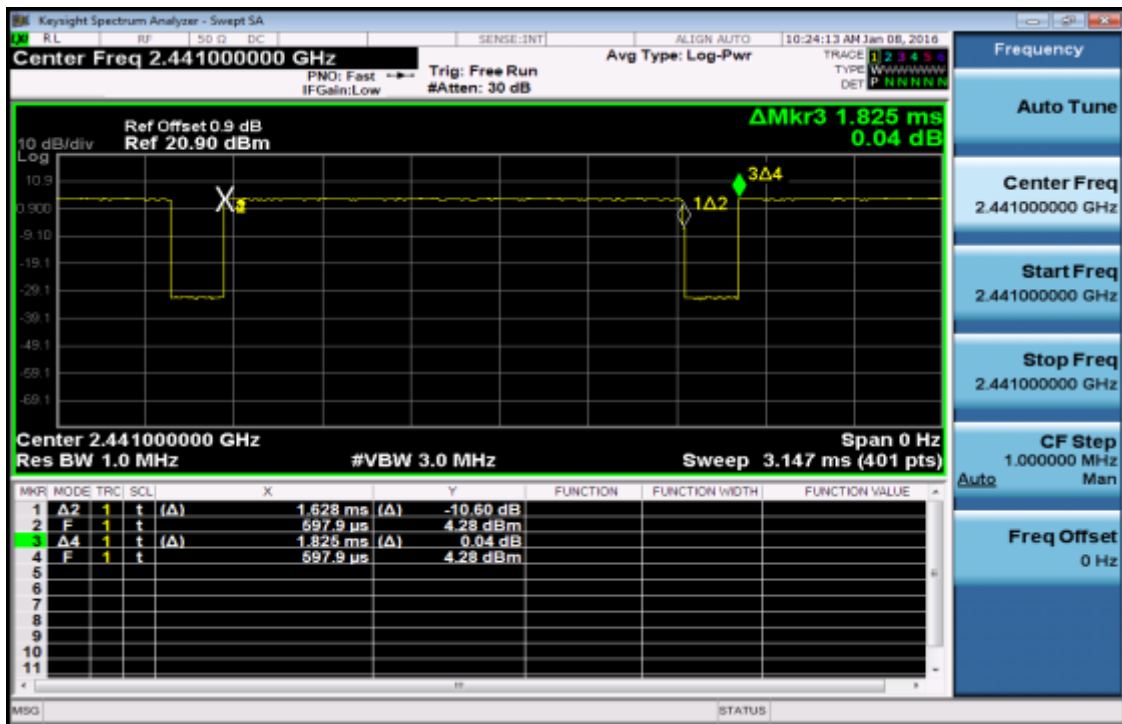 Keysight Spectrum Analyzer - Swept SA
RL RF 50 Ω DC SENSE:INT ALIGN AUTO 10:24:13 AM Jan 08, 2016
Center Freq 2.441000000 GHz
PNO: Fast
IFGain:Low
Trig: Free Run
#Atten: 30 dB
Avg Type: Log-Pwr
TRACE 1 2 3 4 5 6
TYPE WWWWWW
DET P N N N N N
Ref Offset 0.9 dB
10 dB/div Ref 20.90 dBm
Log
ΔMkr3 1.825 ms
0.04 dB
10.9
0.900
-9.10
-19.1
-29.1
-39.1
-49.1
-59.1
-69.1
X
3Δ4
1Δ2
Center 2.441000000 GHz Span 0 Hz
Res BW 1.0 MHz #VBW 3.0 MHz Sweep 3.147 ms (401 pts)
MKR MODE TRC SCL X Y FUNCTION FUNCTION WIDTH FUNCTION VALUE
1 Δ2 1 t (Δ) 1.628 ms (Δ) -10.60 dB
2 F 1 t 597.9 µs 4.28 dBm
3 Δ4 1 t (Δ) 1.825 ms (Δ) 0.04 dB
4 F 1 t 597.9 µs 4.28 dBm
5
6
7
8
9
10
11
MSG STATUS
Frequency
Auto Tune
Center Freq
2.441000000 GHz
Start Freq
2.441000000 GHz
Stop Freq
2.441000000 GHz
CF Step
1.000000 MHz
Auto Man
Freq Offset
0 Hz